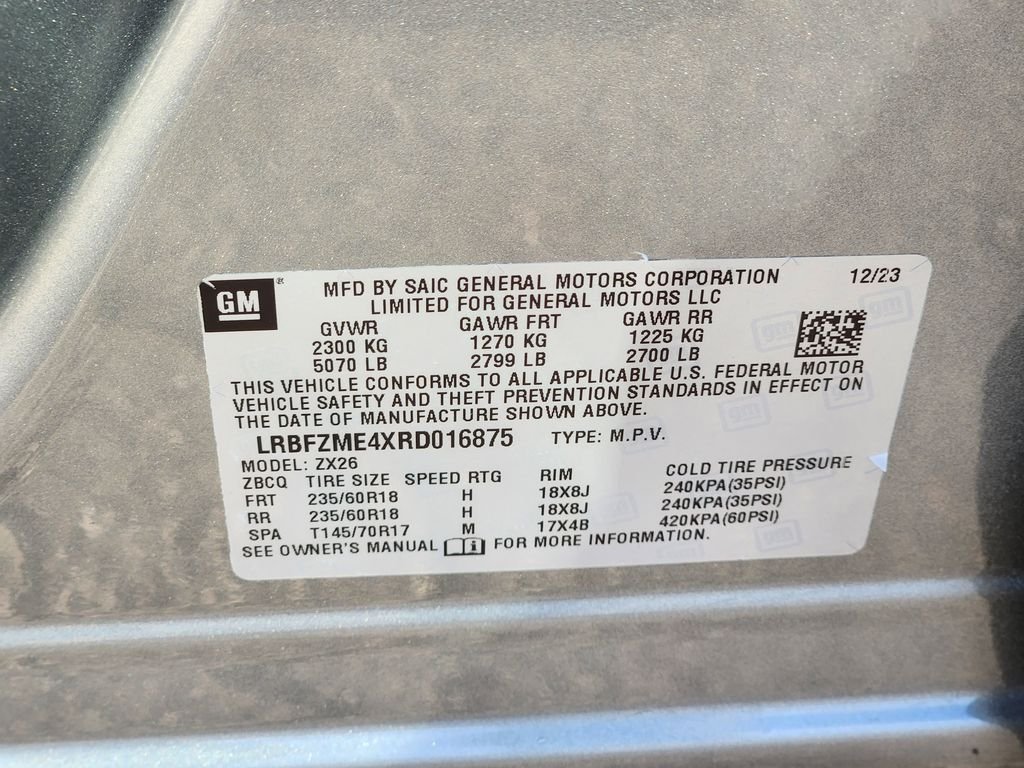 GM®
MFD BY SAIC GENERAL MOTORS CORPORATION 12/23
LIMITED FOR GENERAL MOTORS LLC
GVWR GAWR FRT GAWR RR
2300 KG 1270 KG 1225 KG
5070 LB 2799 LB 2700 LB
THIS VEHICLE CONFORMS TO ALL APPLICABLE U.S. FEDERAL MOTOR
VEHICLE SAFETY AND THEFT PREVENTION STANDARDS IN EFFECT ON
THE DATE OF MANUFACTURE SHOWN ABOVE.
LRBFZME4XRD016875 TYPE: M.P.V.
MODEL: ZX26
ZBCQ TIRE SIZE SPEED RTG RIM COLD TIRE PRESSURE
FRT 235/60R18 H 18X8J 240KPA(35PSI)
RR 235/60R18 H 18X8J 240KPA(35PSI)
SPA T145/70R17 M 17X4B 420KPA(60PSI)
SEE OWNER'S MANUAL FOR MORE INFORMATION.